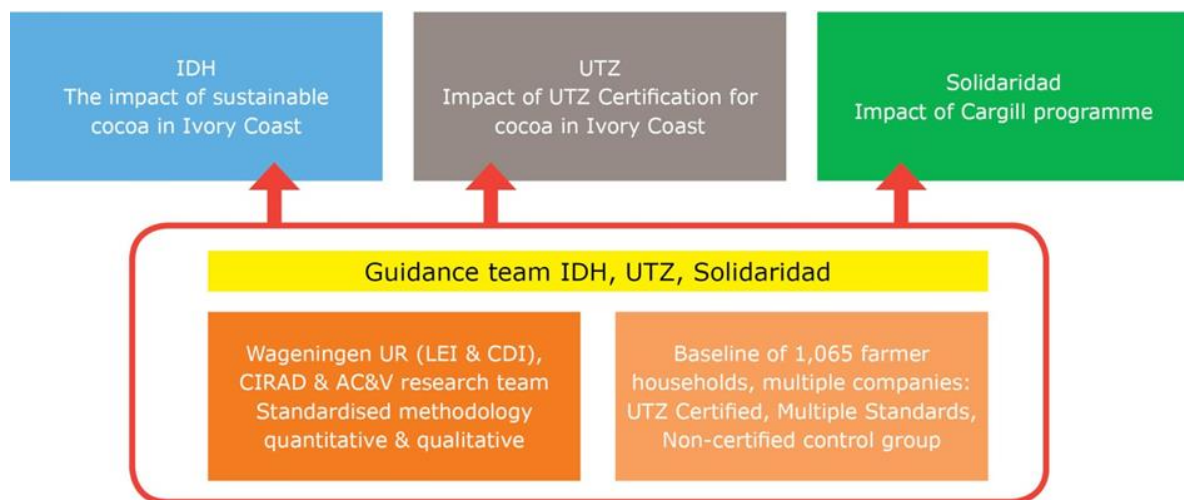 IDH
The impact of sustainable
cocoa in Ivory Coast
UTZ
Impact of UTZ Certification for
cocoa in Ivory Coast
Solidaridad
Impact of Cargill programme
Guidance team IDH, UTZ, Solidaridad
Wageningen UR (LEI & CDI),
CIRAD & AC&V research team
Standardised methodology
quantitative & qualitative
Baseline of 1,065 farmer
households, multiple companies:
UTZ Certified, Multiple Standards,
Non-certified control group